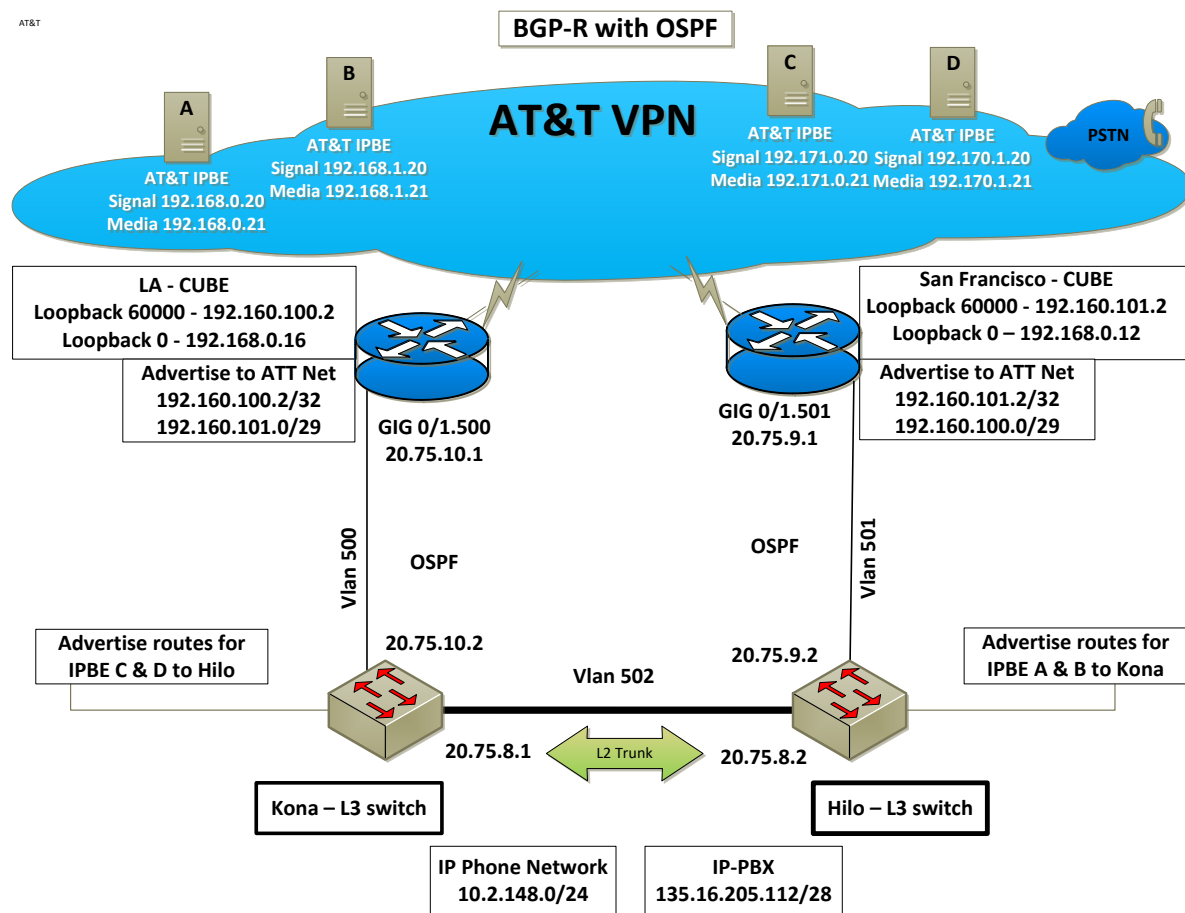 AT&T
BGP-R with OSPF
A
B
C
D
AT&T VPN
PSTN
AT&T IPBE
Signal 192.168.0.20
Media 192.168.0.21
AT&T IPBE
Signal 192.168.1.20
Media 192.168.1.21
AT&T IPBE
Signal 192.171.0.20
Media 192.171.0.21
AT&T IPBE
Signal 192.170.1.20
Media 192.170.1.21
LA - CUBE
Loopback 60000 - 192.160.100.2
Loopback 0 - 192.168.0.16
San Francisco - CUBE
Loopback 60000 - 192.160.101.2
Loopback 0 – 192.168.0.12
Advertise to ATT Net
192.160.100.2/32
192.160.101.0/29
Advertise to ATT Net
192.160.101.2/32
192.160.100.0/29
GIG 0/1.500
20.75.10.1
GIG 0/1.501
20.75.9.1
Vlan 500
OSPF
OSPF
Vlan 501
Advertise routes for
IPBE C & D to Hilo
20.75.10.2
20.75.9.2
Advertise routes for
IPBE A & B to Kona
Vlan 502
20.75.8.1
L2 Trunk
20.75.8.2
Kona – L3 switch
Hilo – L3 switch
IP Phone Network
10.2.148.0/24
IP-PBX
135.16.205.112/28